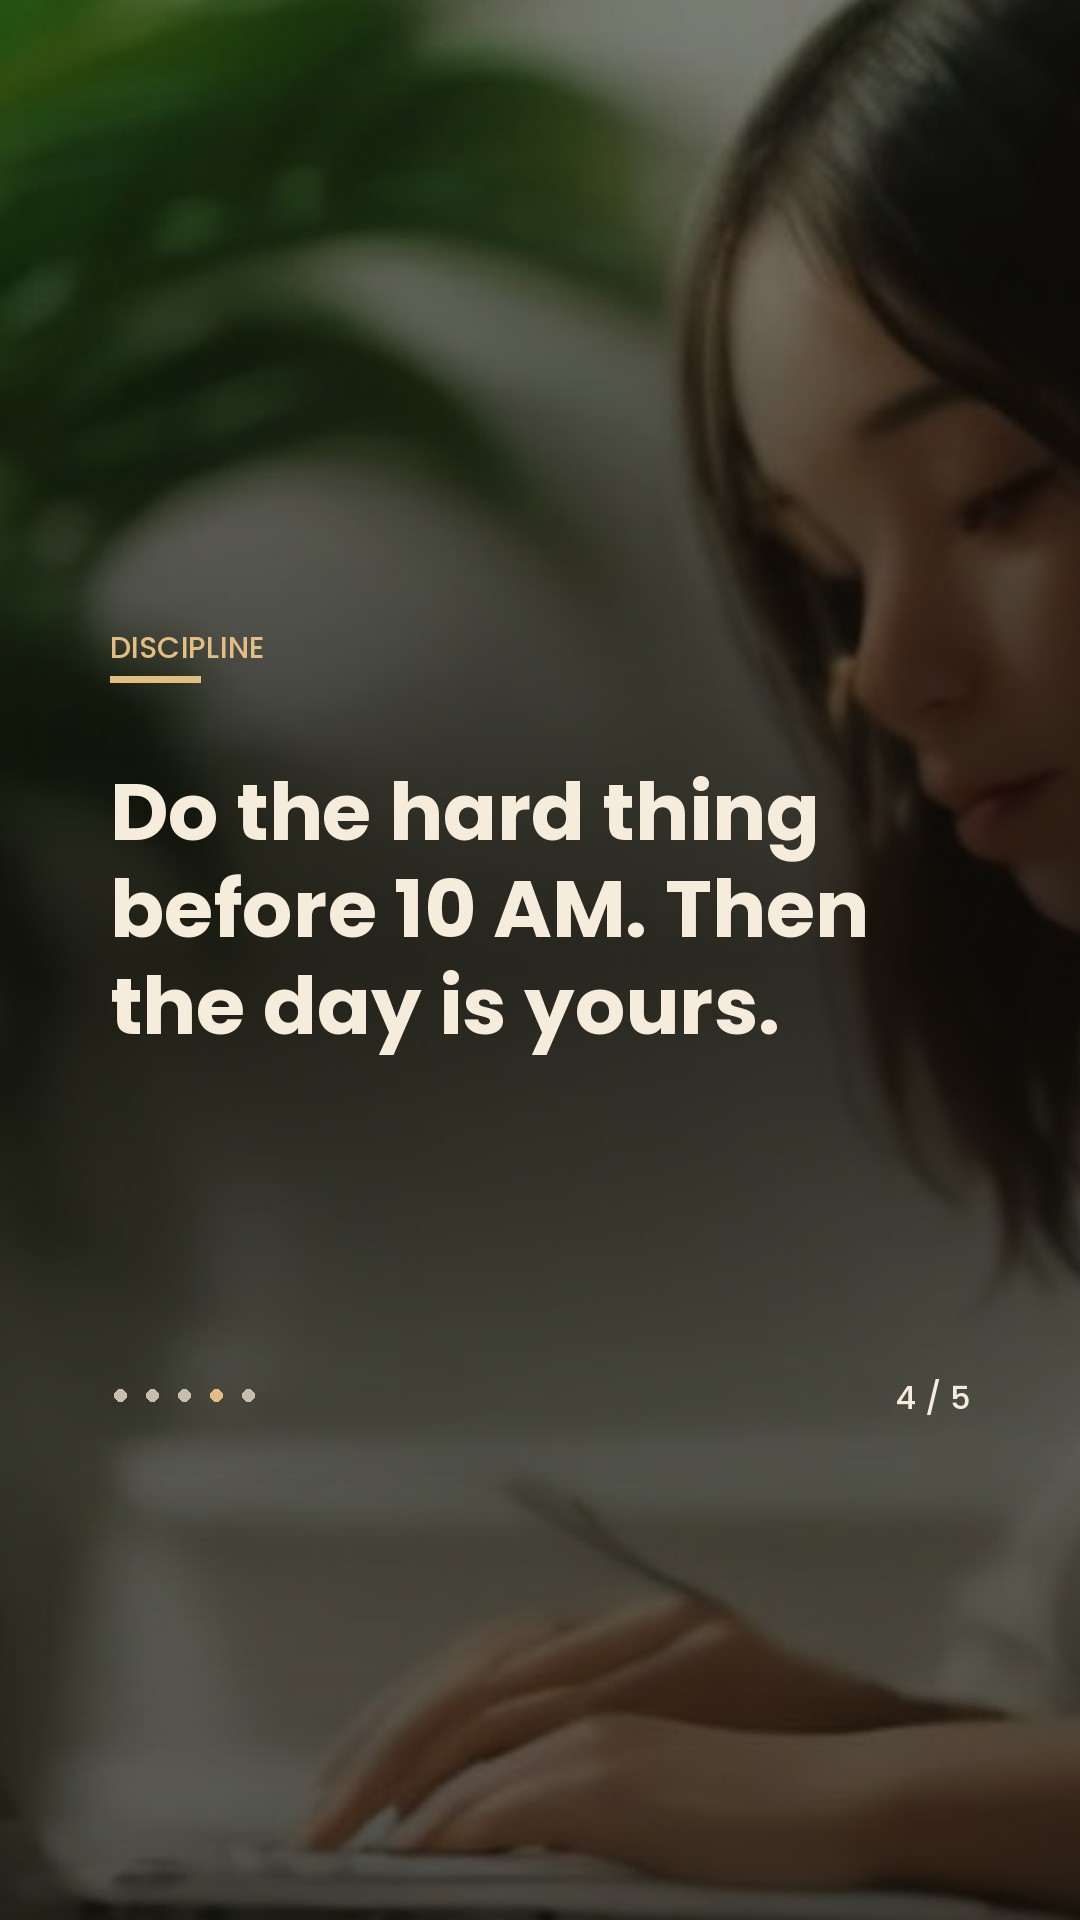 DISCIPLINE
Do the hard thing
before 10 AM. Then
the day is yours.
4 / 5